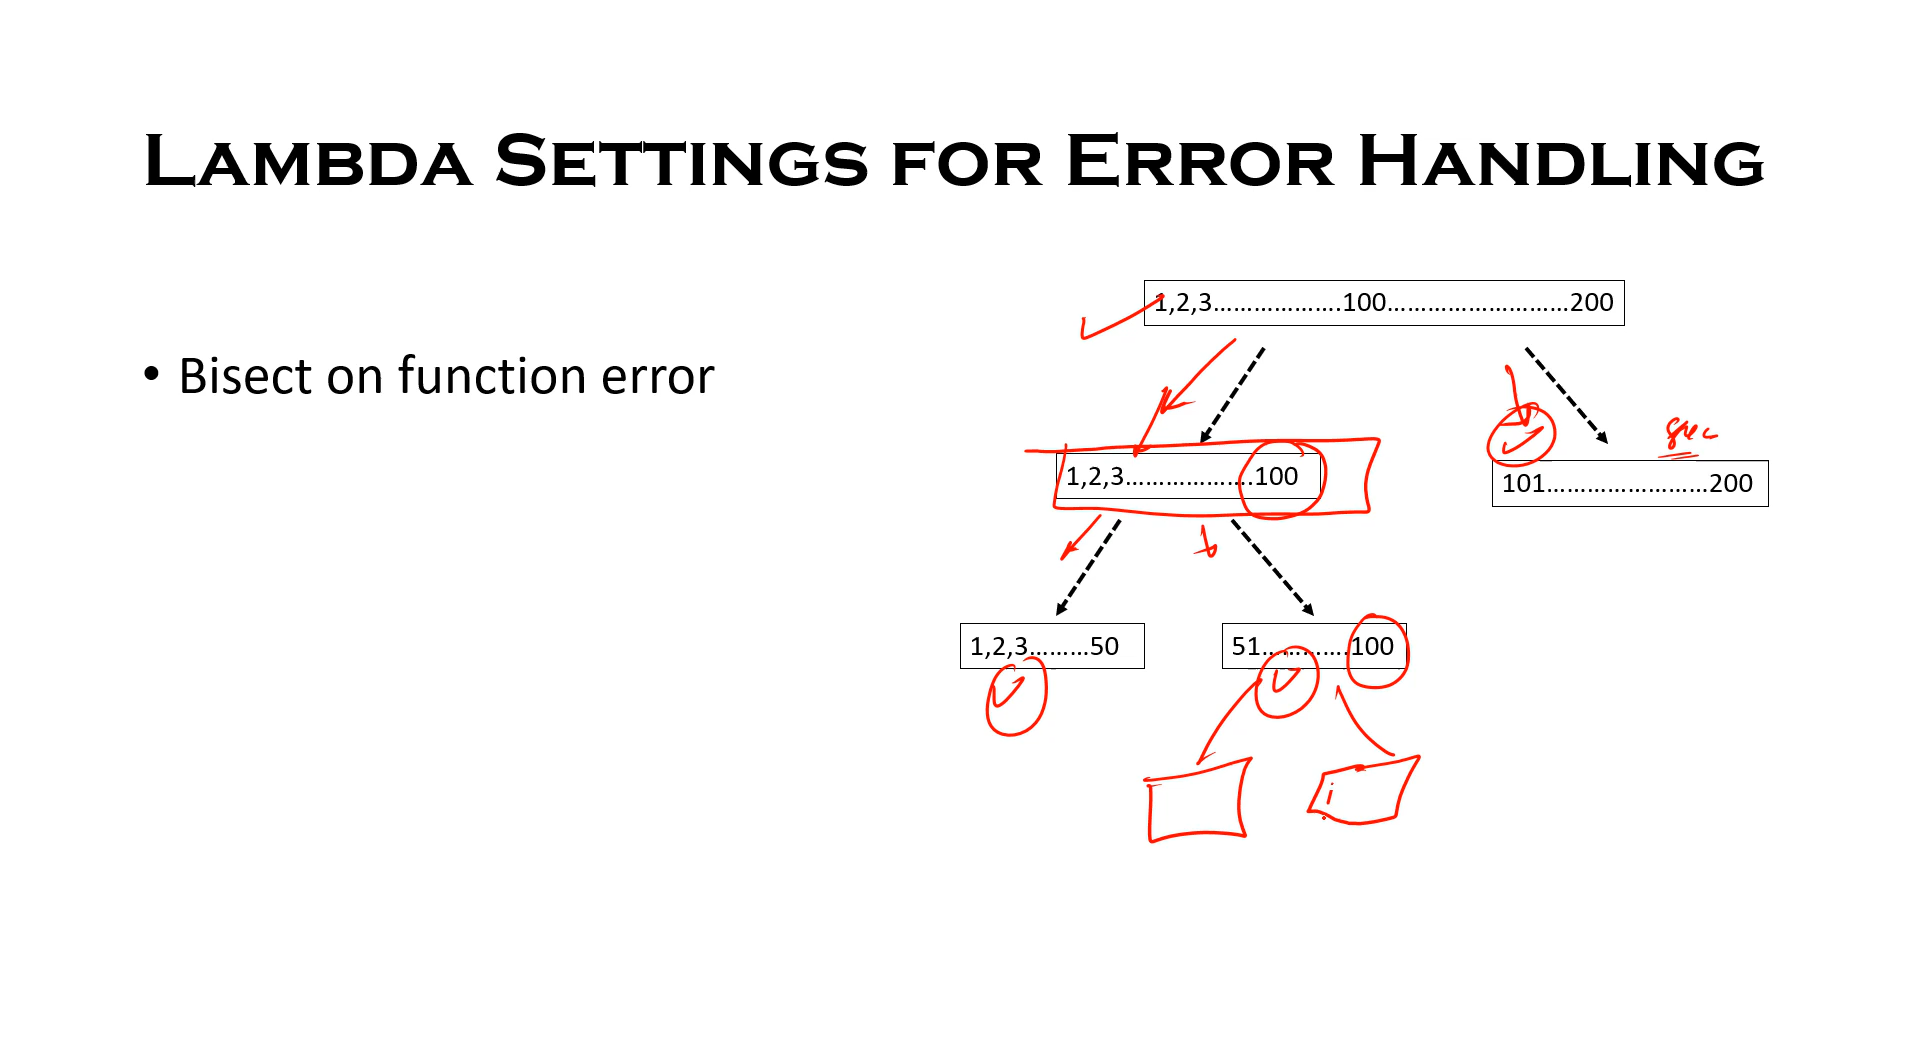 LAMBDA SETTINGS FOR ERROR HANDLING
• Bisect on function error
1,2,3……………….100……………………..200
1,2,3……………….100
101…………………….200
1,2,3………50
51………….100